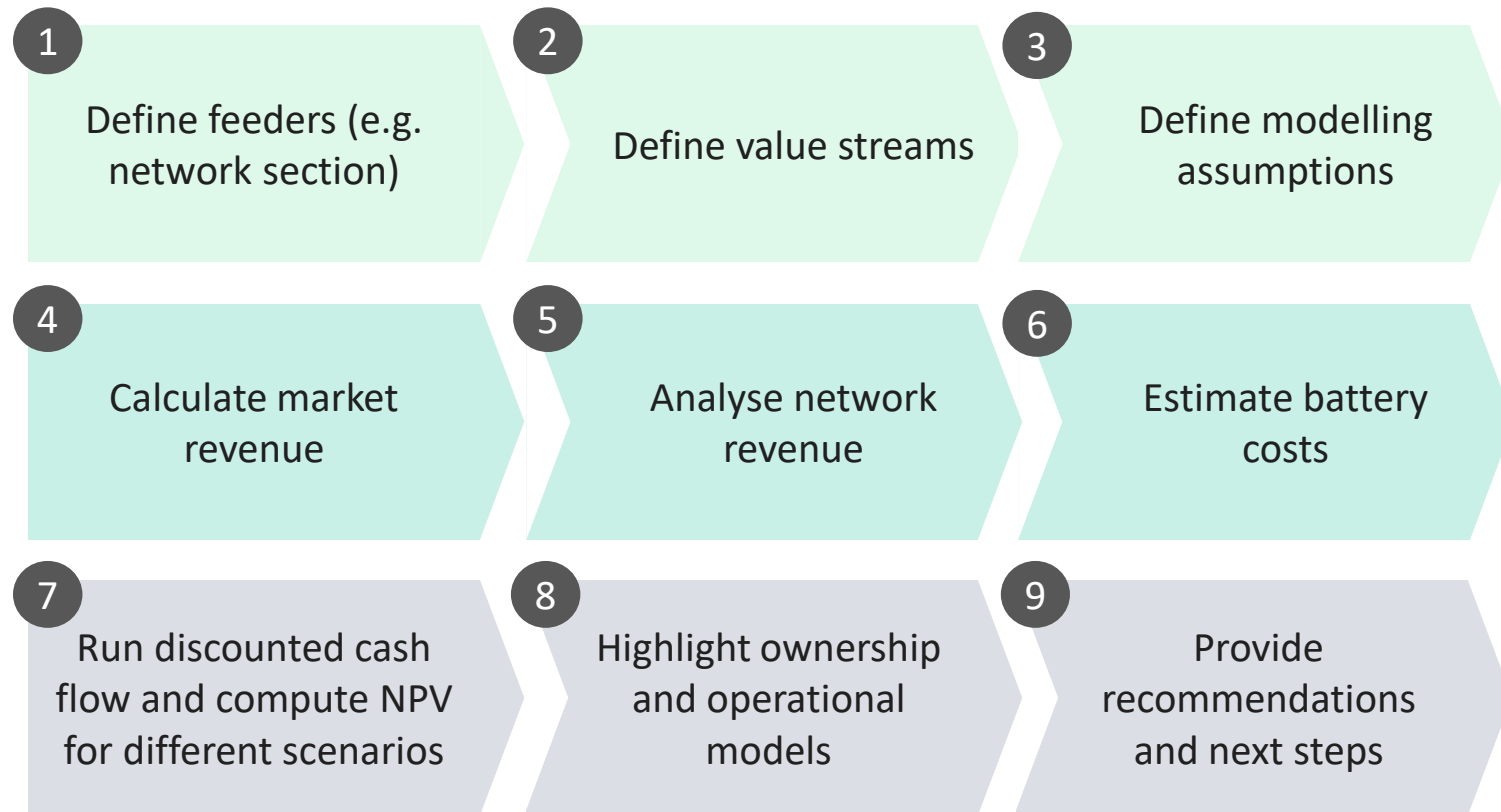 1
Define feeders (e.g.
network section)
2
Define value streams
3
Define modelling
assumptions
4
Calculate market
revenue
5
Analyse network
revenue
6
Estimate battery
costs
7
Run discounted cash
flow and compute NPV
for different scenarios
8
Highlight ownership
and operational
models
9
Provide
recommendations
and next steps